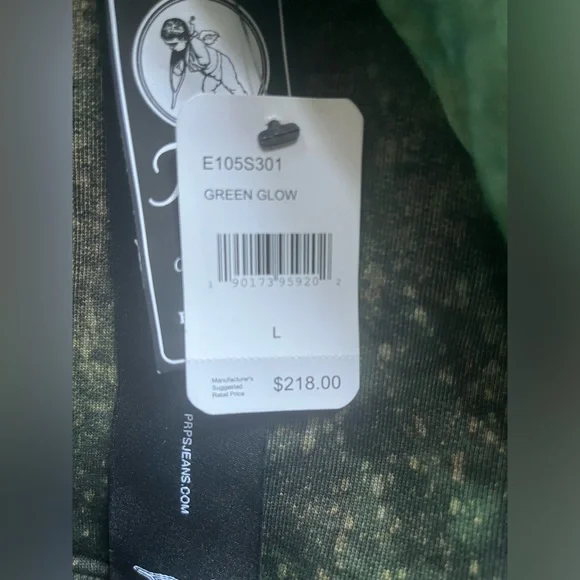 E105S301
GREEN GLOW
1 90173 95920 2
L
Manufacturer's
Suggested
Retail Price
$218.00
PRPSJEANS.COM